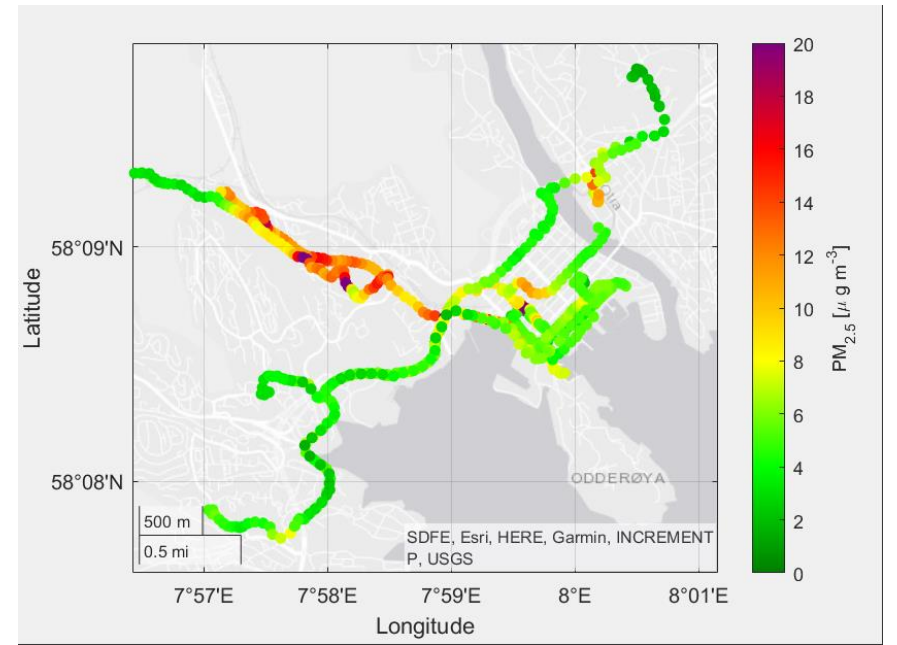 20
18
16
14
12
10
8
6
4
2
0
PM2.5 [μ g m-3]
58°09'N
58°08'N
Latitude
Olia
ODDERØYA
500 m
0.5 mi
SDFE, Esri, HERE, Garmin, INCREMENT
P, USGS
7°57'E 7°58'E 7°59'E 8°E 8°01'E
Longitude